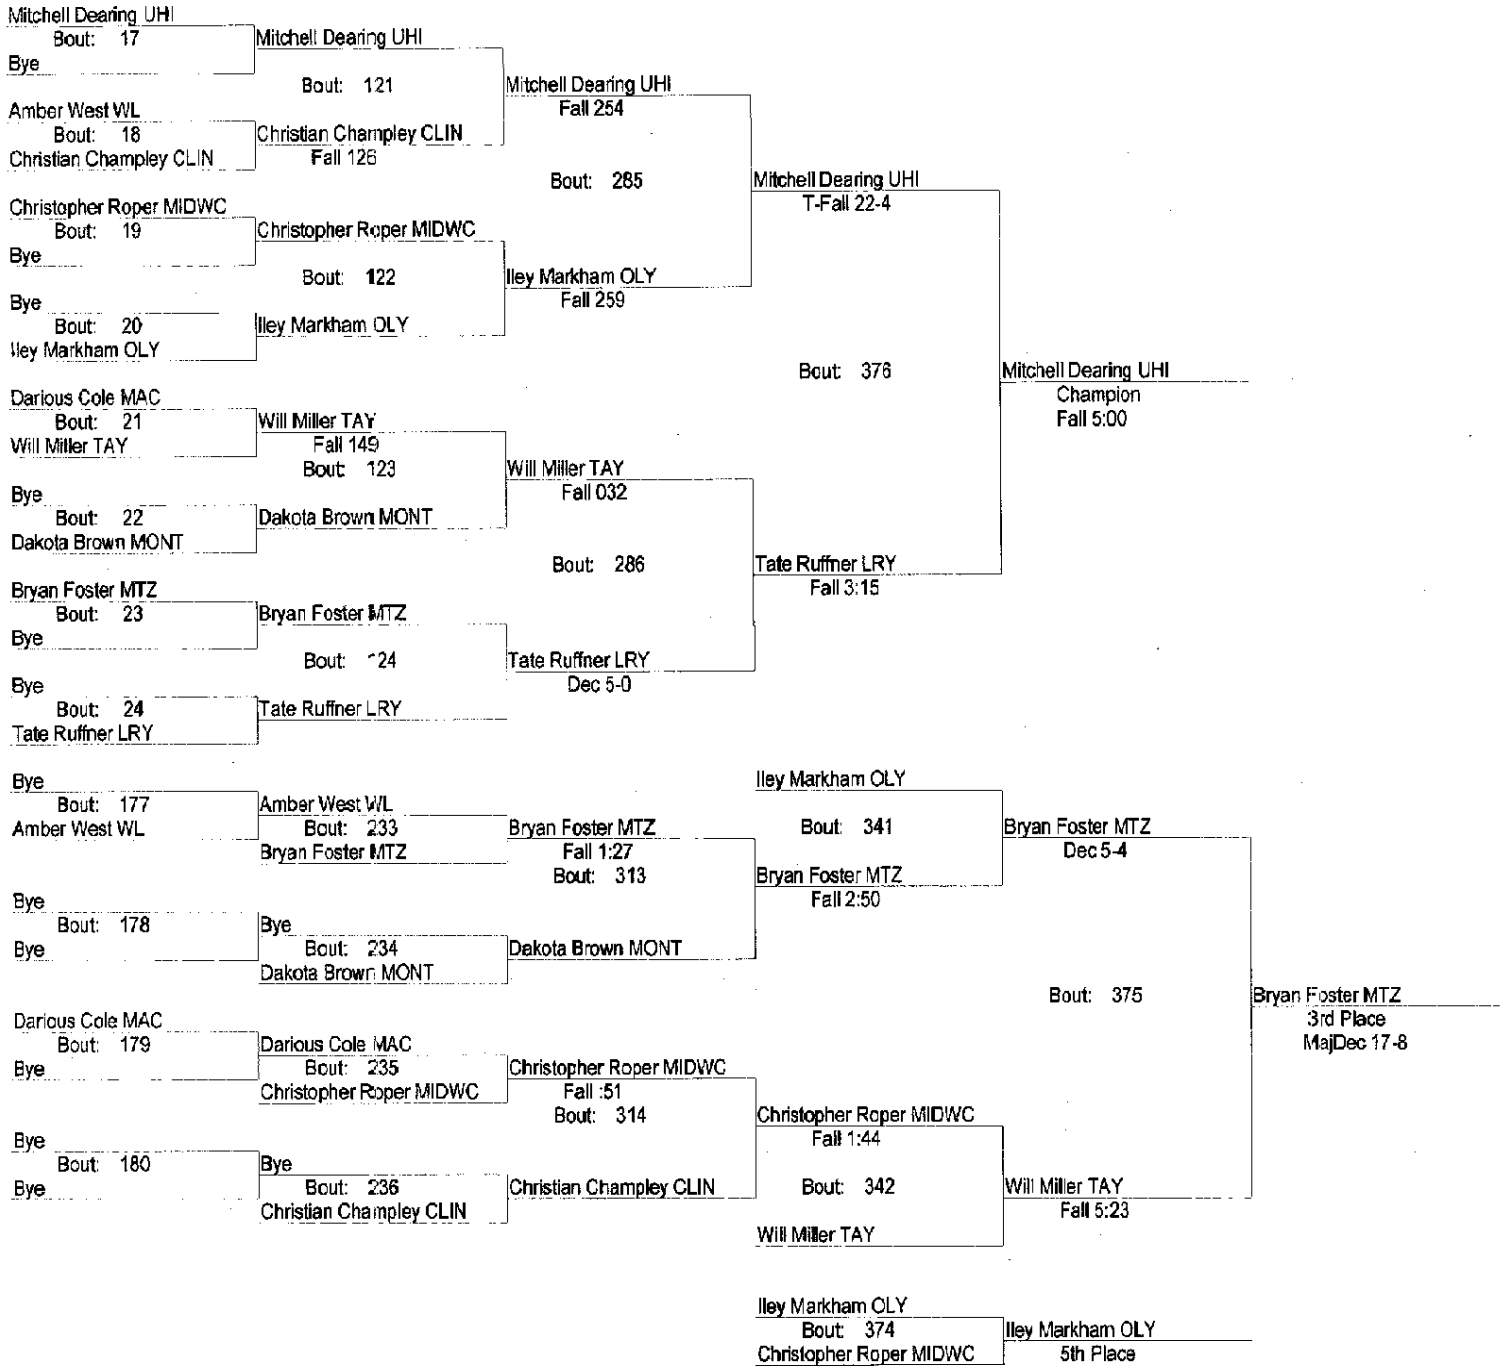 Mitchell Dearing UHI
Bout: 17
Bye
Mitchell Dearing UHI
Bout: 121
Amber West WL
Bout: 18
Christian Champley CLIN
Christian Champley CLIN
Fall 126
Mitchell Dearing UHI
Fall 254
Bout: 285
Christopher Roper MIDWC
Bout: 19
Bye
Christopher Roper MIDWC
Bout: 122
Bye
Bout: 20
Iley Markham OLY
Iley Markham OLY
Iley Markham OLY
Fall 259
Mitchell Dearing UHI
T-Fall 22-4
Bout: 376
Mitchell Dearing UHI
Champion
Fall 5:00
Darious Cole MAC
Bout: 21
Will Miller TAY
Will Miller TAY
Fall 149
Bout: 123
Bye
Bout: 22
Dakota Brown MONT
Dakota Brown MONT
Will Miller TAY
Fall 032
Bout: 286
Bryan Foster MTZ
Bout: 23
Bye
Bryan Foster MTZ
Bout: 24
Bye
Bout: 24
Tate Ruffner LRY
Tate Ruffner LRY
Tate Ruffner LRY
Dec 5-0
Tate Ruffner LRY
Fall 3:15
Bye
Bout: 177
Amber West WL
Amber West WL
Bout: 233
Bryan Foster MTZ
Bryan Foster MTZ
Fall 1:27
Bout: 313
Bye
Bout: 178
Bye
Bye
Bout: 234
Dakota Brown MONT
Dakota Brown MONT
Iley Markham OLY
Bout: 341
Bryan Foster MTZ
Fall 2:50
Bryan Foster MTZ
Dec 5-4
Bout: 375
Bryan Foster MTZ
3rd Place
MajDec 17-8
Darious Cole MAC
Bout: 179
Bye
Darious Cole MAC
Bout: 235
Christopher Roper MIDWC
Christopher Roper MIDWC
Fall :51
Bout: 314
Bye
Bout: 180
Bye
Bye
Bout: 236
Christian Champley CLIN
Christian Champley CLIN
Christopher Roper MIDWC
Fall 1:44
Bout: 342
Will Miller TAY
Will Miller TAY
Fall 5:23
Iley Markham OLY
Bout: 374
Christopher Roper MIDWC
Iley Markham OLY
5th Place